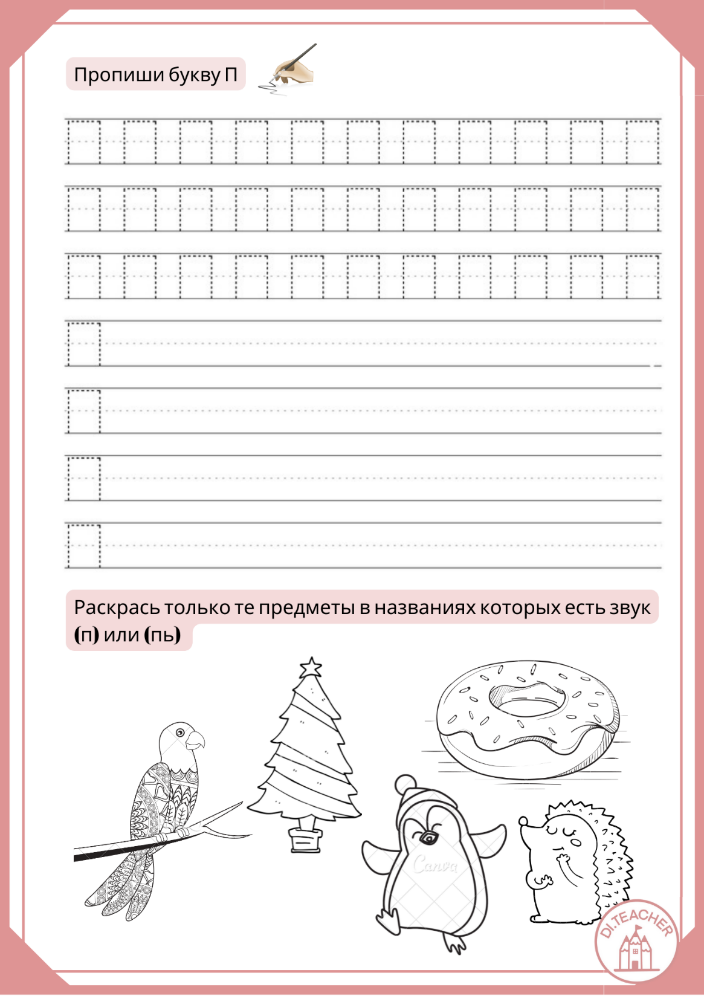 Пропиши букву П
П П П П П П П П П П П
П П П П П П П П П П П
П П П П П П П П П П П
П
П
П
П
Раскрась только те предметы в названиях которых есть звук
(п) или (пь)
Canva
DI.TEACHER